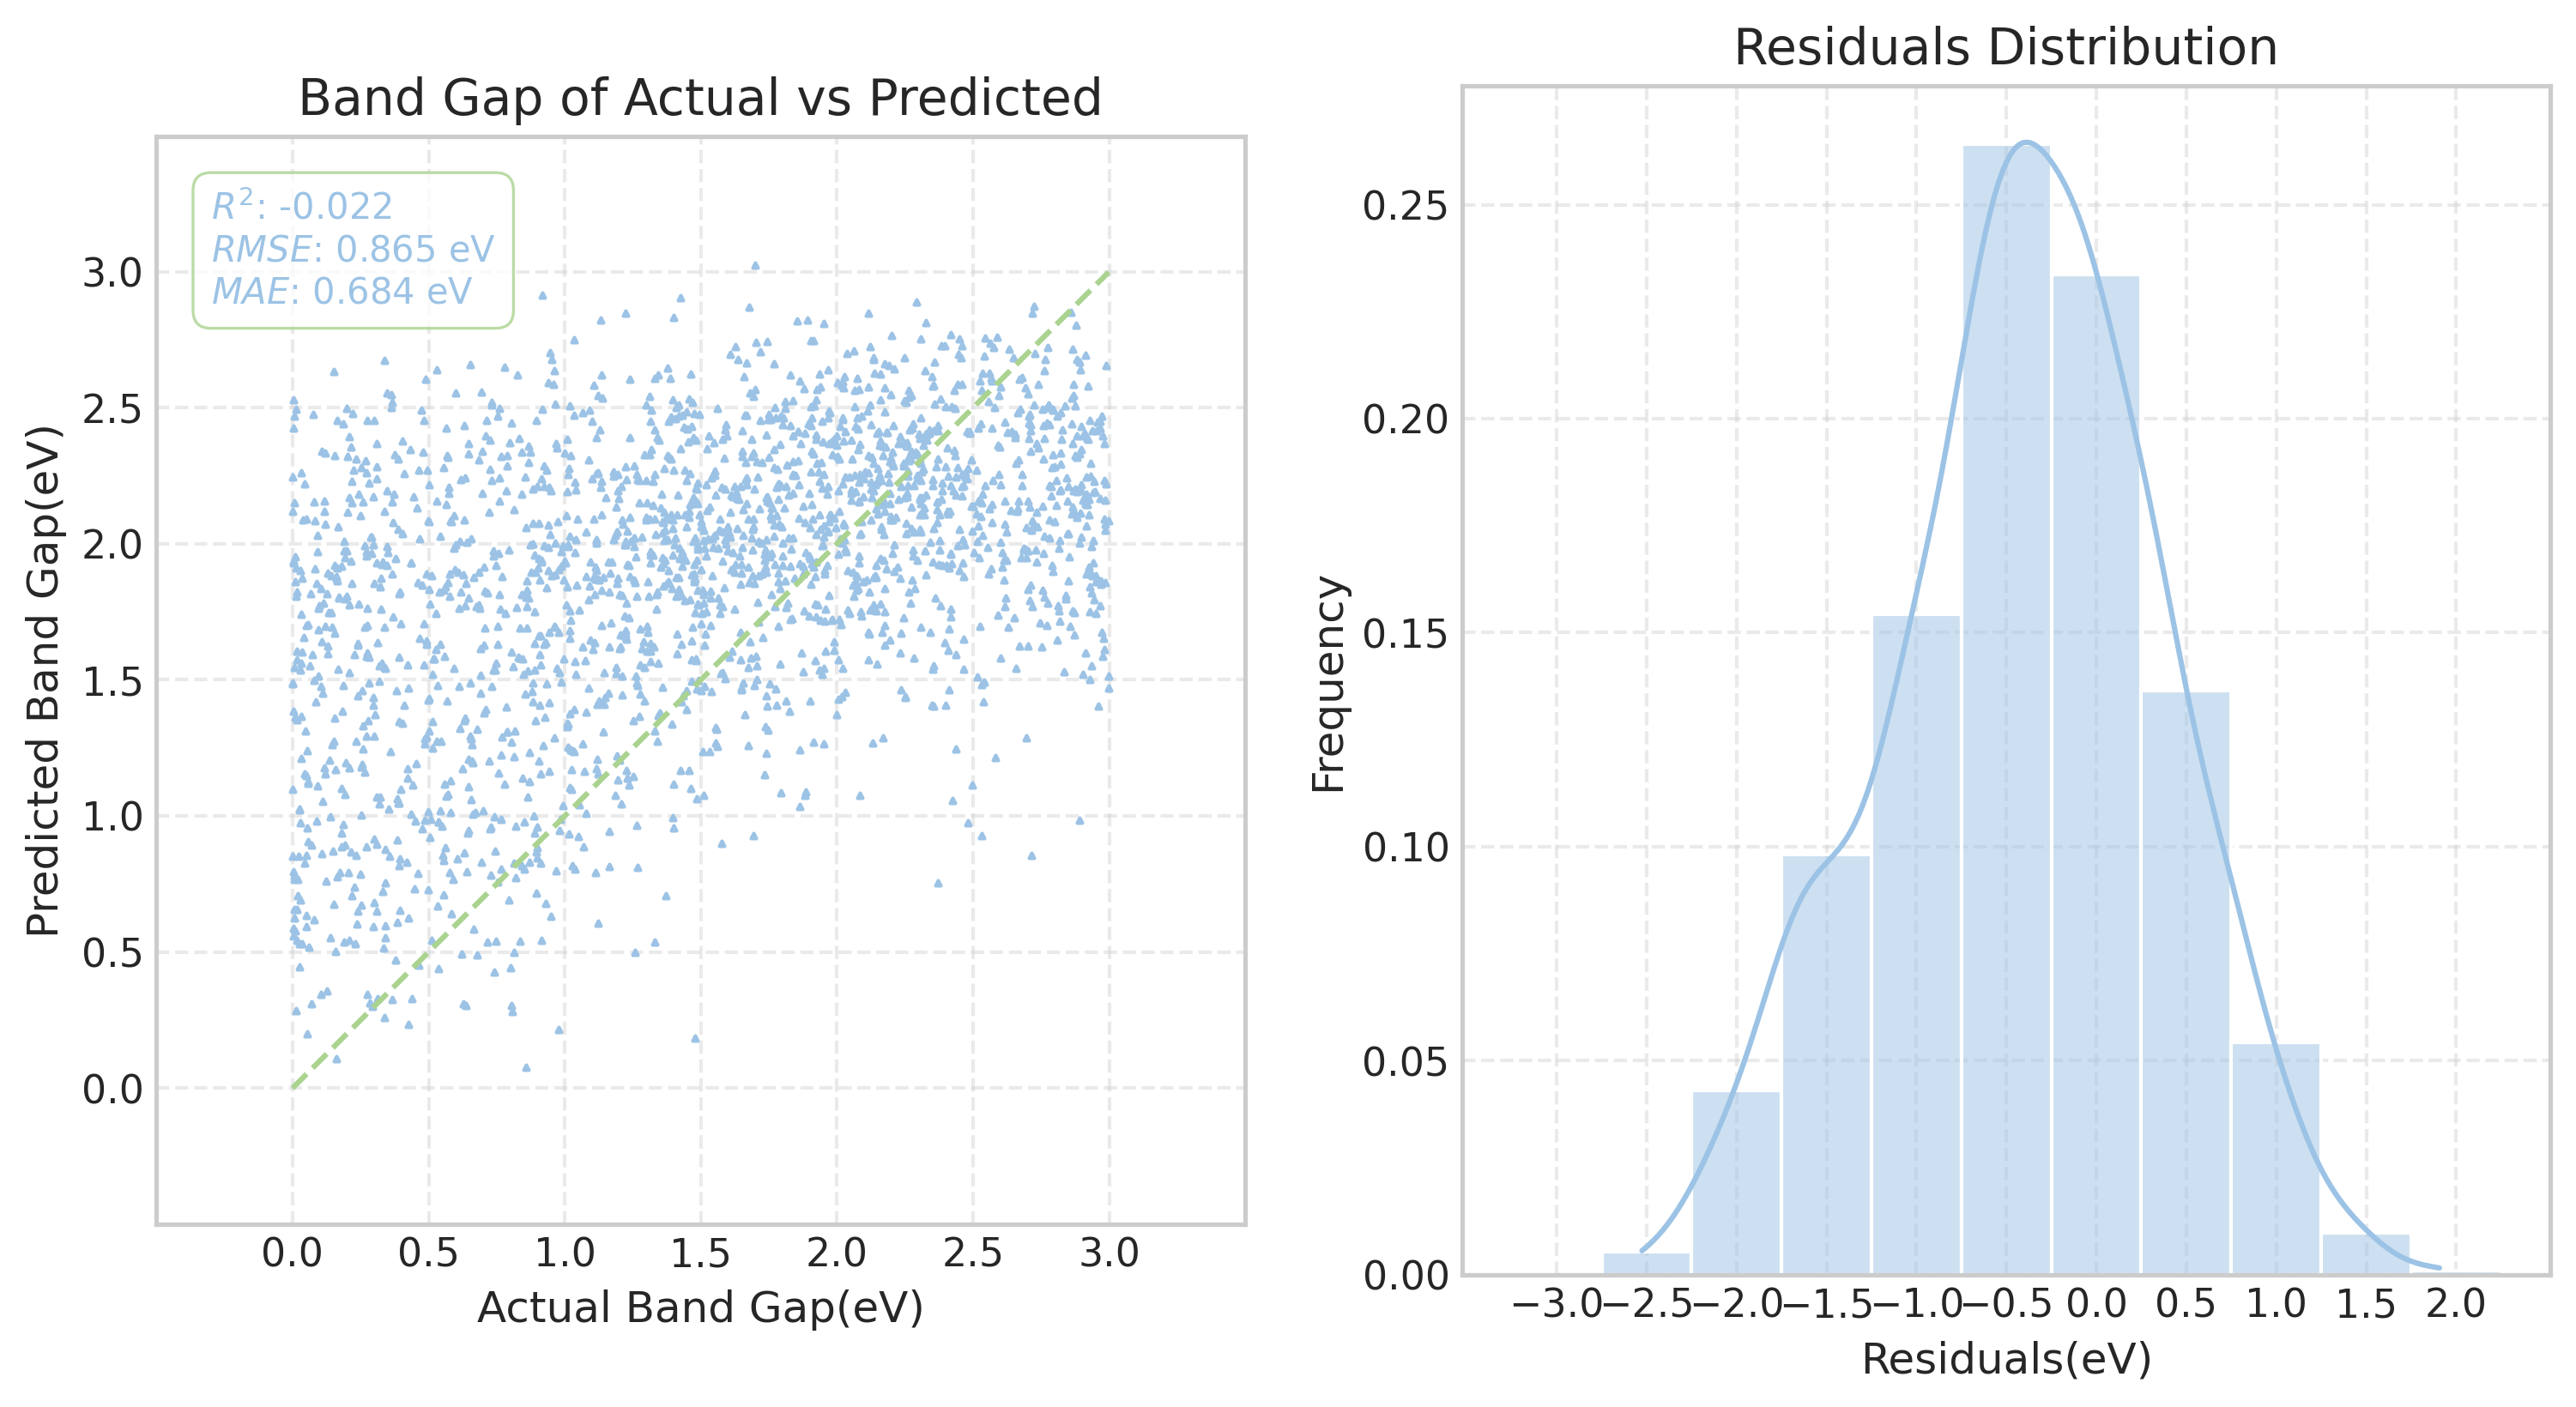 Band Gap of Actual vs Predicted
R²: -0.022
RMSE: 0.865 eV
MAE: 0.684 eV
Predicted Band Gap(eV)
3.0
2.5
2.0
1.5
1.0
0.5
0.0
0.0 0.5 1.0 1.5 2.0 2.5 3.0
Actual Band Gap(eV)
Residuals Distribution
Frequency
0.25
0.20
0.15
0.10
0.05
0.00
−3.0 −2.5 −2.0 −1.5 −1.0 −0.5 0.0 0.5 1.0 1.5 2.0
Residuals(eV)